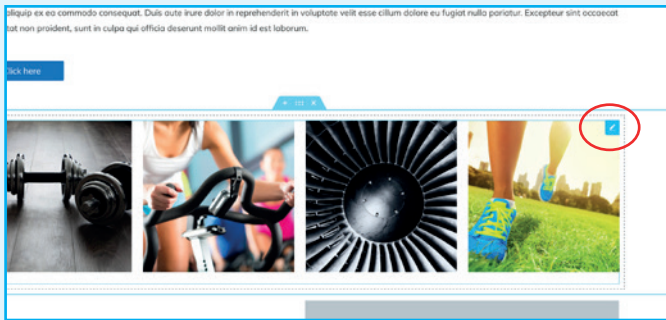 aliquip ex ea commodo consequat. Duis aute irure dolor in reprehenderit in voluptate velit esse cillum dolore eu fugiat nulla pariatur. Excepteur sint occaecat
tat non proident, sunt in culpa qui officia deserunt mollit anim id est laborum.
Click here